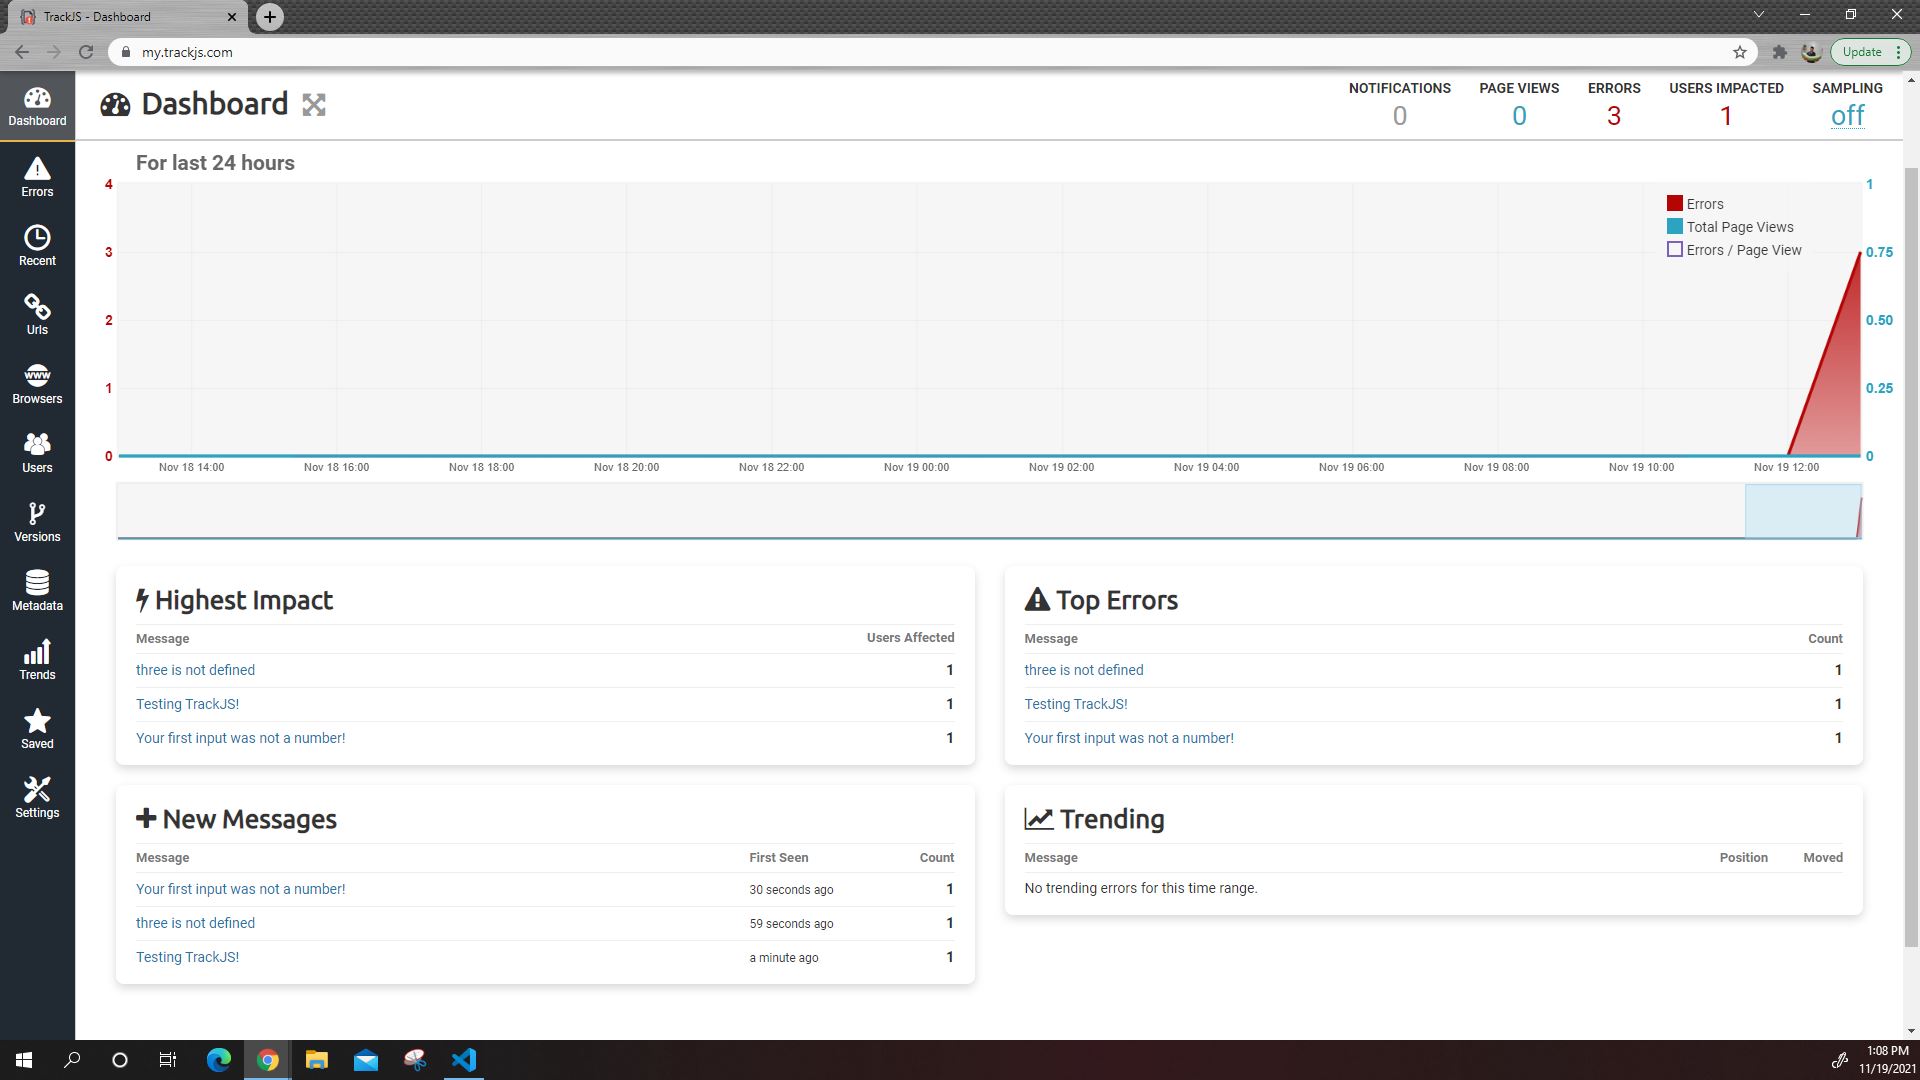 TrackJS - Dashboard
my.trackjs.com
Update
Dashboard
Errors
Recent
Urls
WWW
Browsers
Users
Versions
Metadata
Trends
Saved
Settings
Dashboard
NOTIFICATIONS PAGE VIEWS ERRORS USERS IMPACTED SAMPLING
0 0 3 1 off
For last 24 hours
4
3
2
1
0
Errors
Total Page Views
Errors / Page View
1
0.75
0.50
0.25
0
Nov 18 14:00 Nov 18 16:00 Nov 18 18:00 Nov 18 20:00 Nov 18 22:00 Nov 19 00:00 Nov 19 02:00 Nov 19 04:00 Nov 19 06:00 Nov 19 08:00 Nov 19 10:00 Nov 19 12:00
Highest Impact
Message Users Affected
three is not defined 1
Testing TrackJS! 1
Your first input was not a number! 1
Top Errors
Message Count
three is not defined 1
Testing TrackJS! 1
Your first input was not a number! 1
New Messages
Message First Seen Count
Your first input was not a number! 30 seconds ago 1
three is not defined 59 seconds ago 1
Testing TrackJS! a minute ago 1
Trending
Message Position Moved
No trending errors for this time range.
1:08 PM
11/19/2021